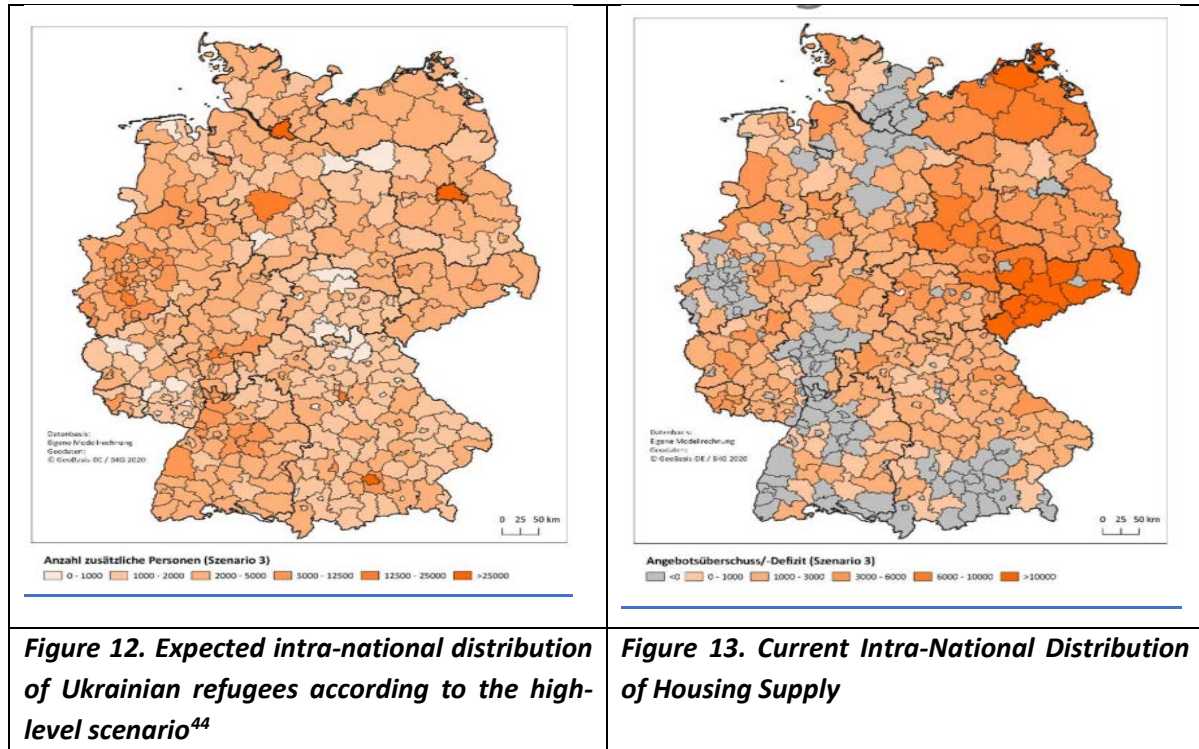 Datenbasis:
Eigene Modellrechnung
Geodaten:
© GeoBasis-DE / BKG 2020
0 25 50 km
Anzahl zusätzliche Personen (Szenario 3)
0 - 1000 1000 - 2000 2000 - 5000 5000 - 12500 12500 - 25000 >25000
Datenbasis:
Eigene Modellrechnung
Geodaten:
© GeoBasis-DE / BKG 2020
0 25 50 km
Angebotsüberschuss/-Defizit (Szenario 3)
<0 0 - 1000 1000 - 3000 3000 - 6000 6000 - 10000 >10000
Figure 12. Expected intra-national distribution
of Ukrainian refugees according to the high-
level scenario44
Figure 13. Current Intra-National Distribution
of Housing Supply